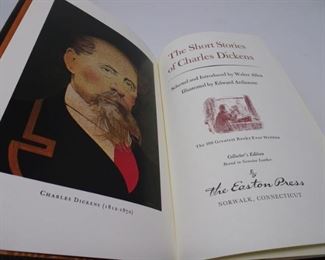 CHARLES DICKENS (1812-1870)
The Short Stories
of Charles Dickens
Selected and Introduced by Walter Allen
Illustrated by Edward Ardizzone
The 100 Greatest Books Ever Written
Collector's Edition
Bound in Genuine Leather
The Easton Press
NORWALK, CONNECTICUT